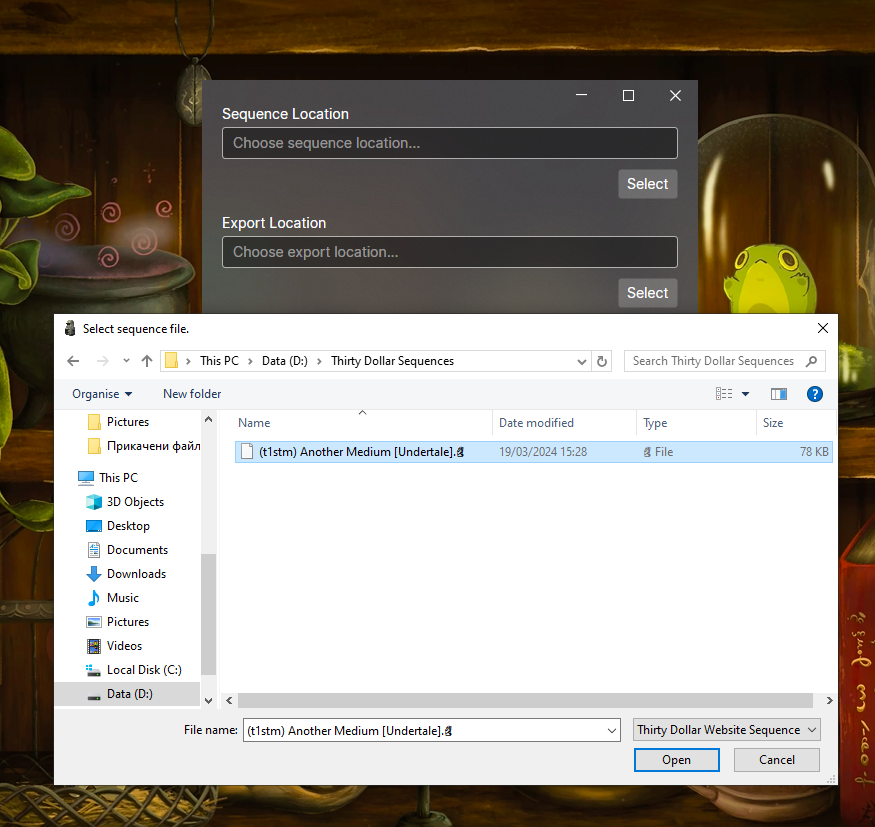 Sequence Location
Choose sequence location...
Select
Export Location
Choose export location...
Select
Select sequence file.
This PC > Data (D:) > Thirty Dollar Sequences
Search Thirty Dollar Sequences
Organise
New folder
Name
Date modified
Type
Size
Pictures
Прикачени файл
This PC
3D Objects
Desktop
Documents
Downloads
Music
Pictures
Videos
Local Disk (C:)
Data (D:)
(t1stm) Another Medium [Undertale].🗿 19/03/2024 15:28 🗿 File 78 KB
File name:
(t1stm) Another Medium [Undertale].🗿
Thirty Dollar Website Sequence
Open
Cancel